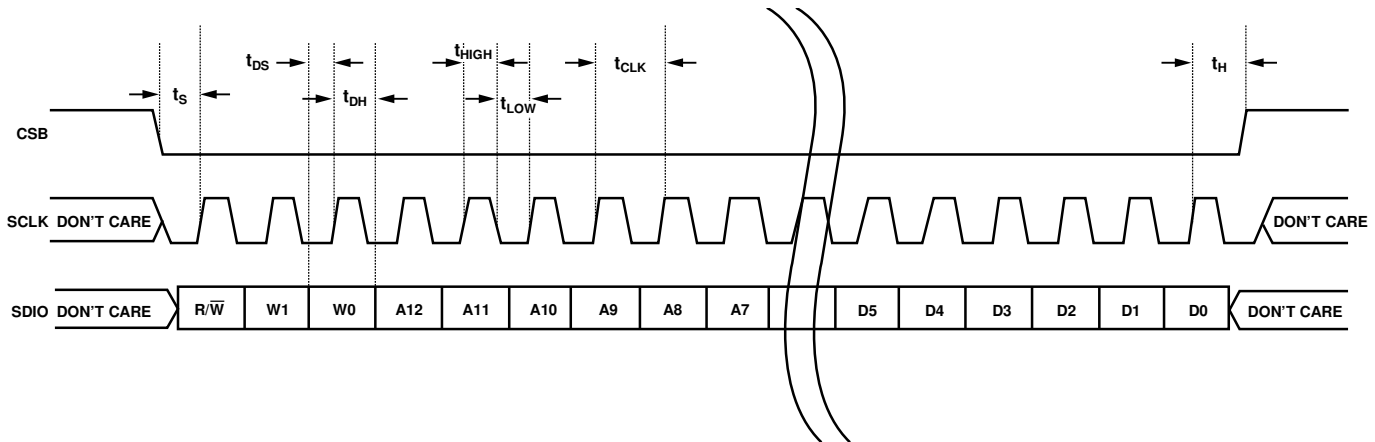 tDS
tHIGH
tCLK
tH
tS
tDH
tLOW
CSB
SCLK DON'T CARE
DON'T CARE
SDIO DON'T CARE
R/W̅
W1
W0
A12
A11
A10
A9
A8
A7
D5
D4
D3
D2
D1
D0
DON'T CARE